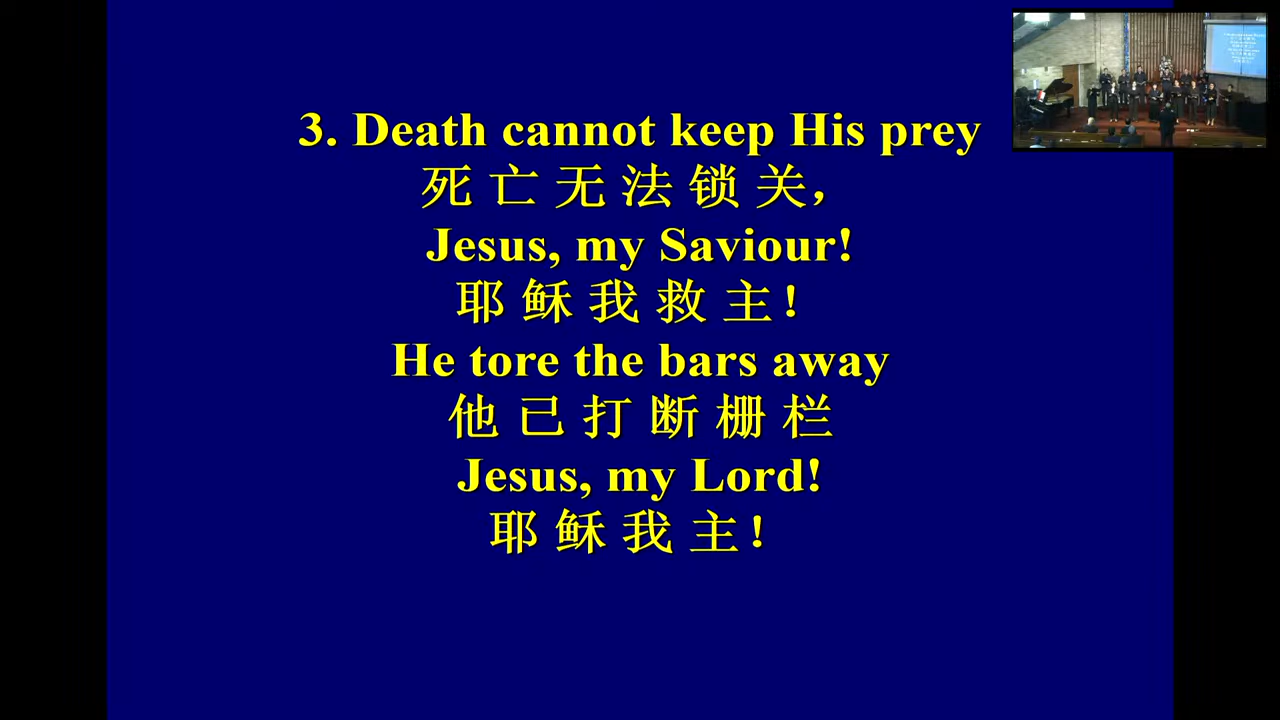 3. Death cannot keep His prey
死 亡 无 法 锁 关，
Jesus, my Saviour!
耶 稣 我 救 主！
He tore the bars away
他 已 打 断 栅 栏
Jesus, my Lord!
耶 稣 我 主！